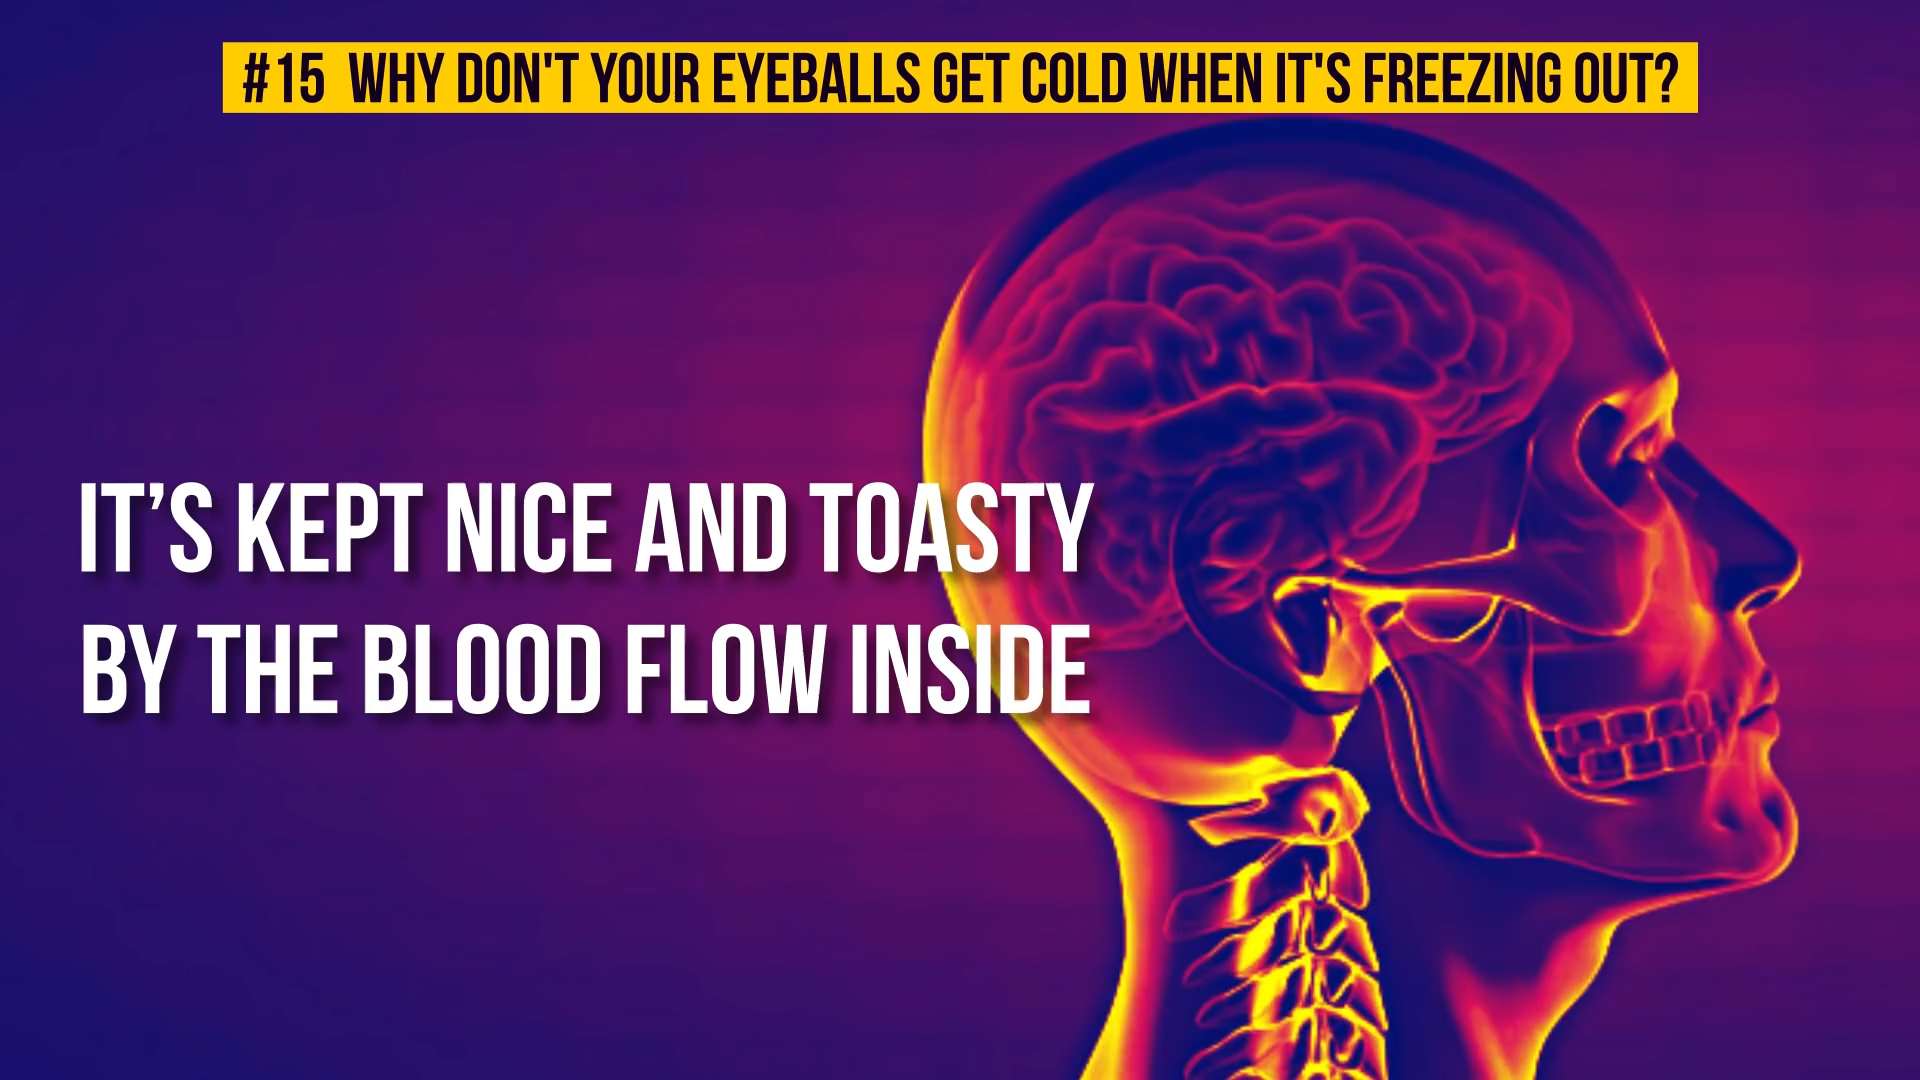 #15 WHY DON'T YOUR EYEBALLS GET COLD WHEN IT'S FREEZING OUT?
IT’S KEPT NICE AND TOASTY
BY THE BLOOD FLOW INSIDE